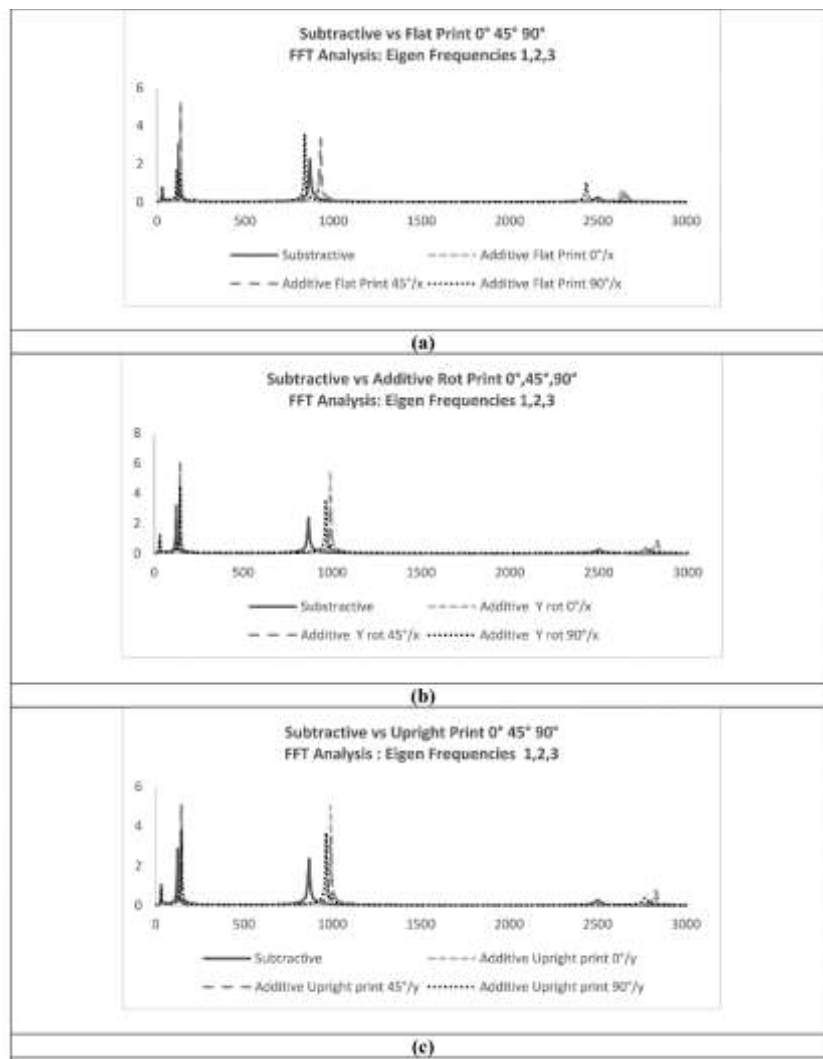 Subtractive vs Flat Print 0° 45° 90°
FFT Analysis: Eigen Frequencies 1,2,3
6
4
2
0
0 500 1000 1500 2000 2500 3000
Substractive Additive Flat Print 0°/x
Additive Flat Print 45°/x Additive Flat Print 90°/x
(a)
Subtractive vs Additive Rot Print 0°,45°,90°
FFT Analysis: Eigen Frequencies 1,2,3
8
6
4
2
0
0 500 1000 1500 2000 2500 3000
Substractive Additive Y rot 0°/x
Additive Y rot 45°/x Additive Y rot 90°/x
(b)
Subtractive vs Upright Print 0° 45° 90°
FFT Analysis : Eigen Frequencies 1,2,3
6
4
2
0
0 500 1000 1500 2000 2500 3000
Substractive Additive Upright print 0°/y
Additive Upright print 45°/y Additive Upright print 90°/y
(c)